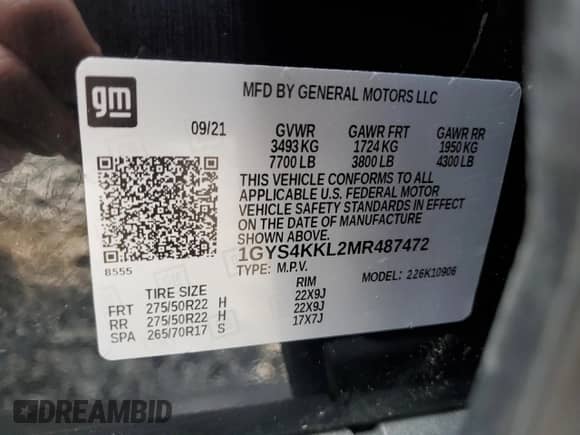 gm
MFD BY GENERAL MOTORS LLC
09/21 GVWR GAWR FRT GAWR RR
3493 KG 1724 KG 1950 KG
7700 LB 3800 LB 4300 LB
THIS VEHICLE CONFORMS TO ALL
APPLICABLE U.S. FEDERAL MOTOR
VEHICLE SAFETY STANDARDS IN EFFECT
ON THE DATE OF MANUFACTURE
SHOWN ABOVE.
8555
1GYS4KKL2MR487472
TYPE: M.P.V. MODEL: 226K10906
TIRE SIZE RIM
FRT 275/50R22 H 22X9J
RR 275/50R22 H 22X9J
SPA 265/70R17 S 17X7J
DREAMBID